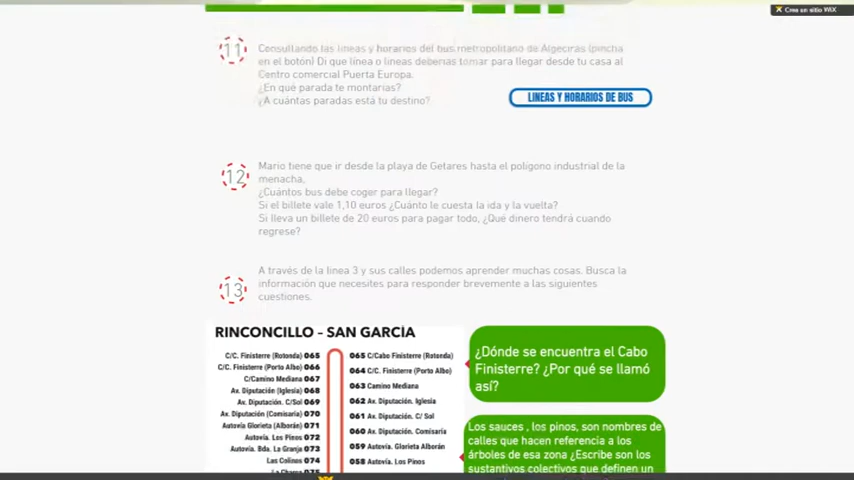 Crea un sitio WiX
11
Consultando las líneas y horarios del bus metropolitano de Algeciras (pincha
en el botón) Di que línea o lineas deberías tomar para llegar desde tu casa al
Centro comercial Puerta Europa.
¿En qué parada te montarías?
¿A cuántas paradas está tu destino?
LINEAS Y HORARIOS DE BUS
12
Mario tiene que ir desde la playa de Getares hasta el polígono industrial de la
menacha,
¿Cuántos bus debe coger para llegar?
Si el billete vale 1,10 euros ¿Cuánto le cuesta la ida y la vuelta?
Si lleva un billete de 20 euros para pagar todo, ¿Qué dinero tendrá cuando
regrese?
13
A través de la linea 3 y sus calles podemos aprender muchas cosas. Busca la
información que necesites para responder brevemente a las siguientes
cuestiones.
RINCONCILLO - SAN GARCÍA
C/C. Finisterre (Rotonda) 065
C/C. Finisterre (Porto Albo) 066
C/Camino Mediana 067
Av. Diputación (Iglesia) 068
Av. Diputación. C/Sol 069
Av. Diputación (Comisaría) 070
Autovía Glorieta (Alborán) 071
Autovía. Los Pinos 072
Autovía. Bda. La Granja 073
Las Colinas 074
La Charca 075
065 C/Cabo Finisterre (Rotonda)
064 C/C. Finisterre (Porto Albo)
063 Camino Mediana
062 Av. Diputación. Iglesia
061 Av. Diputación. C/ Sol
060 Av. Diputación. Comisaría
059 Autovía. Glorieta Alborán
058 Autovía. Los Pinos
¿Dónde se encuentra el Cabo
Finisterre? ¿Por qué se llamó
así?
Los sauces , los pinos, son nombres de
calles que hacen referencia a los
árboles de esa zona ¿Escribe son los
sustantivos colectivos que definen un